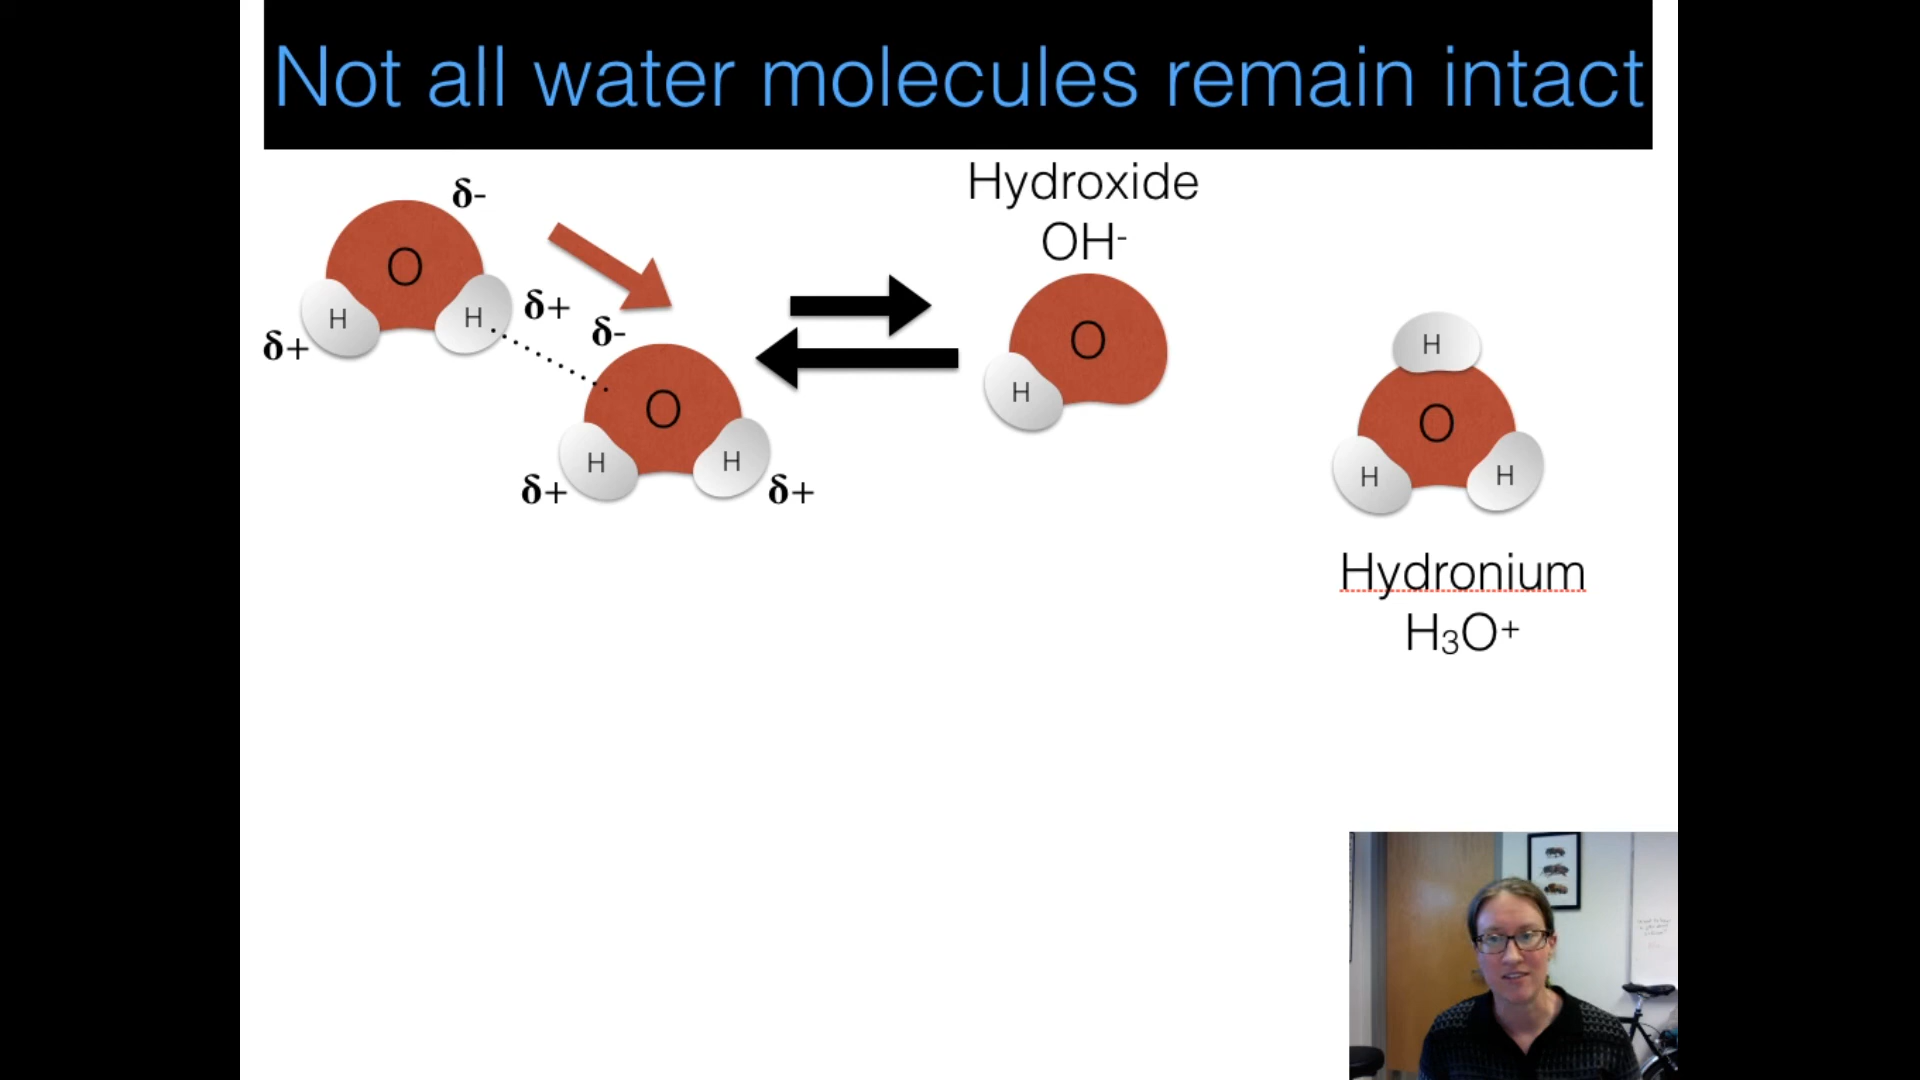 Not all water molecules remain intact
δ-
O
H
H
δ+
δ+
δ-
O
H
H
δ+
δ+
Hydroxide
OH-
O
H
H
O
H
H
Hydronium
H₃O+